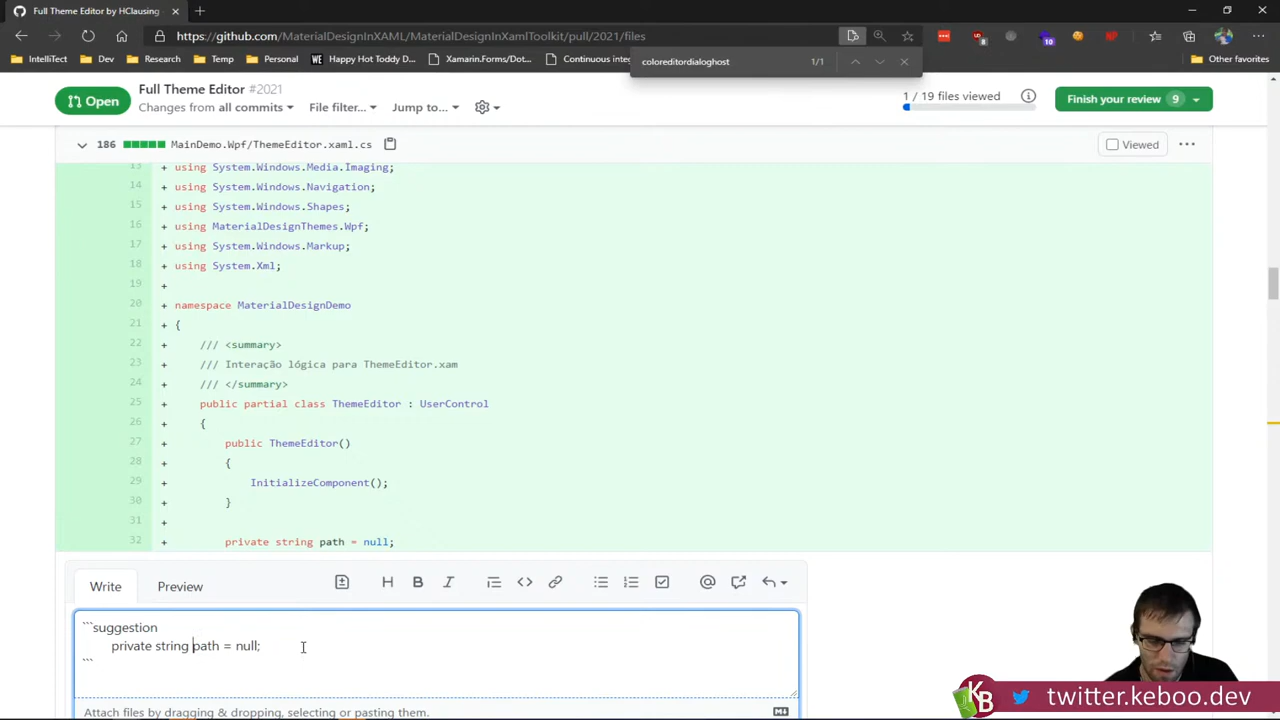 Full Theme Editor by HClausing
https://github.com/MaterialDesignInXAML/MaterialDesignInXamlToolkit/pull/2021/files
IntelliTect
Dev
Research
Temp
Personal
WE Happy Hot Toddy D...
Xamarin.Forms/Dot...
Continuous inte
Other favorites
coloreditordialoghost
1/1
Open
Full Theme Editor #2021
Changes from all commits
File filter...
Jump to...
1 / 19 files viewed
Finish your review 9
186
MainDemo.Wpf/ThemeEditor.xaml.cs
Viewed
13 + using System.Windows.Media.Imaging;
14 + using System.Windows.Navigation;
15 + using System.Windows.Shapes;
16 + using MaterialDesignThemes.Wpf;
17 + using System.Windows.Markup;
18 + using System.Xml;
19 +
20 + namespace MaterialDesignDemo
21 + {
22 + /// <summary>
23 + /// Interação lógica para ThemeEditor.xam
24 + /// </summary>
25 + public partial class ThemeEditor : UserControl
26 + {
27 + public ThemeEditor()
28 + {
29 + InitializeComponent();
30 + }
31 +
32 + private string path = null;
Write
Preview
```suggestion
private string path = null;
```
Attach files by dragging & dropping, selecting or pasting them.
KB
twitter.keboo.dev